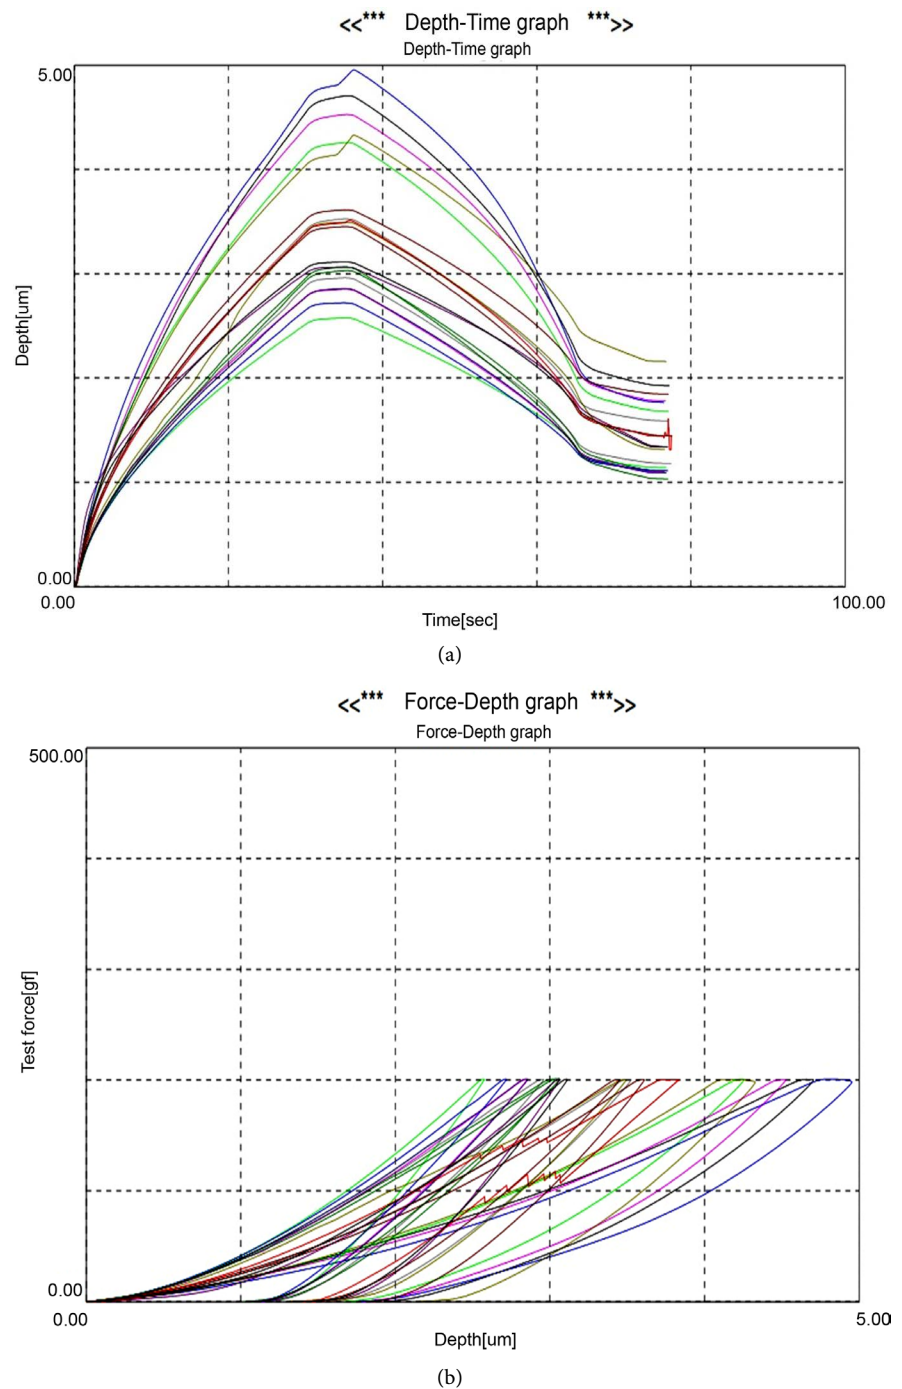 <<*** Depth-Time graph ***>>
Depth-Time graph
5.00
Depth[um]
0.00
0.00
100.00
Time[sec]
(a)
<<*** Force-Depth graph ***>>
Force-Depth graph
500.00
Test force[gf]
0.00
0.00
5.00
Depth[um]
(b)